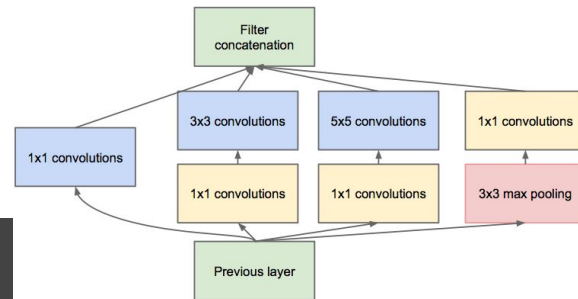 Filter
concatenation
3x3 convolutions
5x5 convolutions
1x1 convolutions
1x1 convolutions
1x1 convolutions
1x1 convolutions
3x3 max pooling
Previous layer